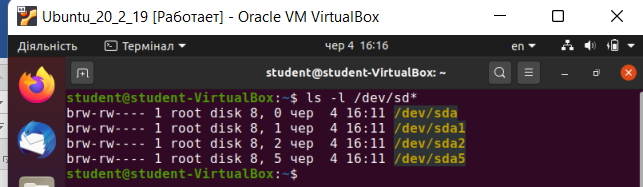 Ubuntu_20_2_19 [Работает] - Oracle VM VirtualBox
Діяльність Термінал чер 4 16:16 en
student@student-VirtualBox: ~
student@student-VirtualBox:~$ ls -l /dev/sd*
brw-rw---- 1 root disk 8, 0 чер  4 16:11 /dev/sda
brw-rw---- 1 root disk 8, 1 чер  4 16:11 /dev/sda1
brw-rw---- 1 root disk 8, 2 чер  4 16:11 /dev/sda2
brw-rw---- 1 root disk 8, 5 чер  4 16:11 /dev/sda5
student@student-VirtualBox:~$